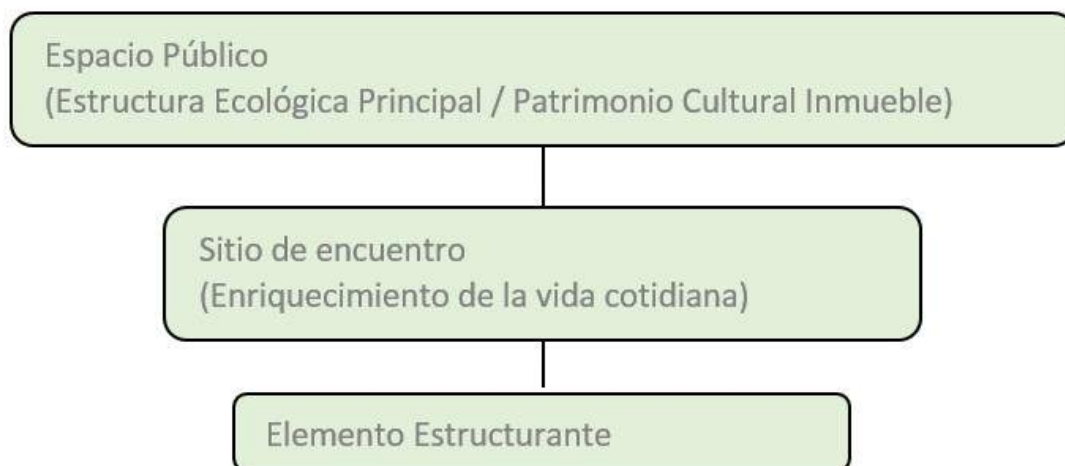 Espacio Público
(Estructura Ecológica Principal / Patrimonio Cultural Inmueble)
Sitio de encuentro
(Enriquecimiento de la vida cotidiana)
Elemento Estructurante